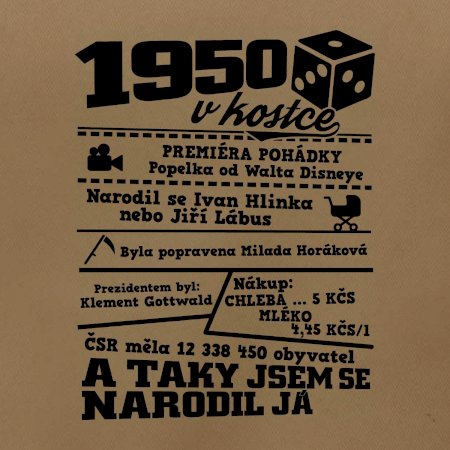 1950
v kostce
PREMIÉRA POHÁDKY
Popelka od Walta Disneye
Narodil se Ivan Hlinka
nebo Jiří Lábus
Byla popravena Milada Horáková
Prezidentem byl:
Klement Gottwald
Nákup:
CHLEBA ... 5 KČS
MLÉKO
4,45 KČS/l
ČSR měla 12 338 450 obyvatel
A TAKY JSEM SE
NARODIL JÁ